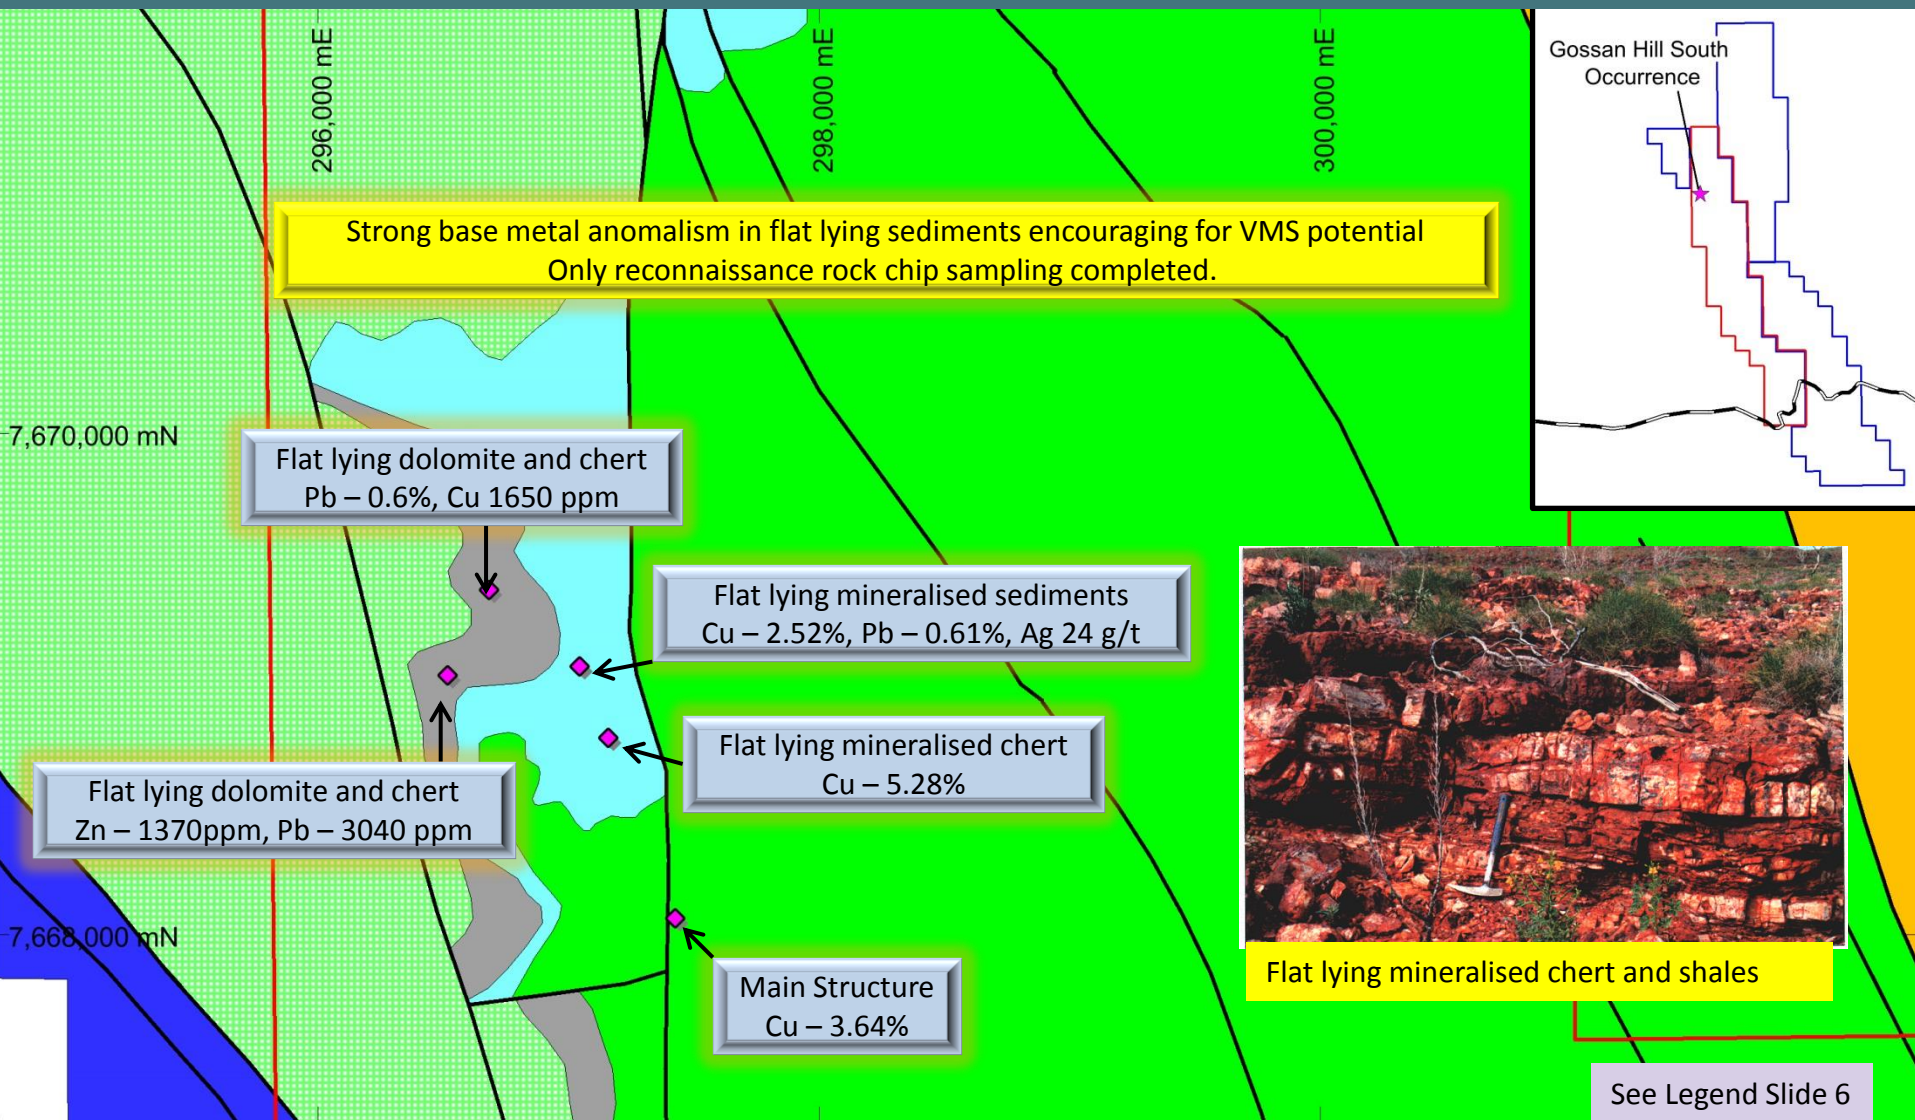 296,000 mE
298,000 mE
300,000 mE
Gossan Hill South
Occurrence
Strong base metal anomalism in flat lying sediments encouraging for VMS potential
Only reconnaissance rock chip sampling completed.
7,670,000 mN
Flat lying dolomite and chert
Pb – 0.6%, Cu 1650 ppm
Flat lying mineralised sediments
Cu – 2.52%, Pb – 0.61%, Ag 24 g/t
Flat lying mineralised chert
Cu – 5.28%
Flat lying dolomite and chert
Zn – 1370ppm, Pb – 3040 ppm
7,668,000 mN
Main Structure
Cu – 3.64%
Flat lying mineralised chert and shales
See Legend Slide 6